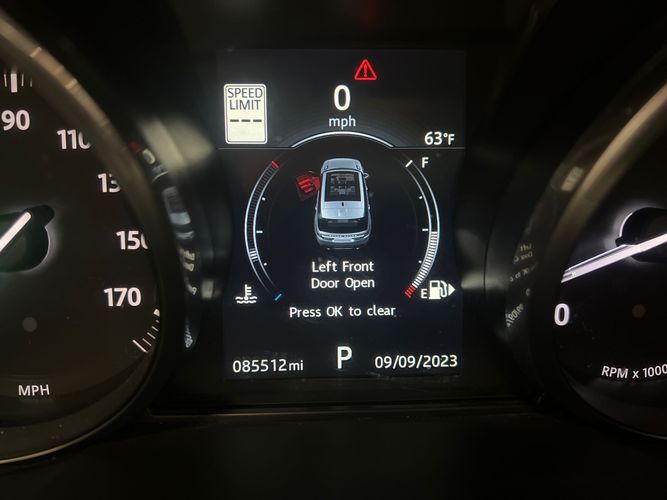 SPEED
LIMIT
---
0
mph
63°F
F
Left Front
Door Open
E
Press OK to clear
085512mi
P
09/09/2023
90
110
150
170
MPH
0
RPM x 1000